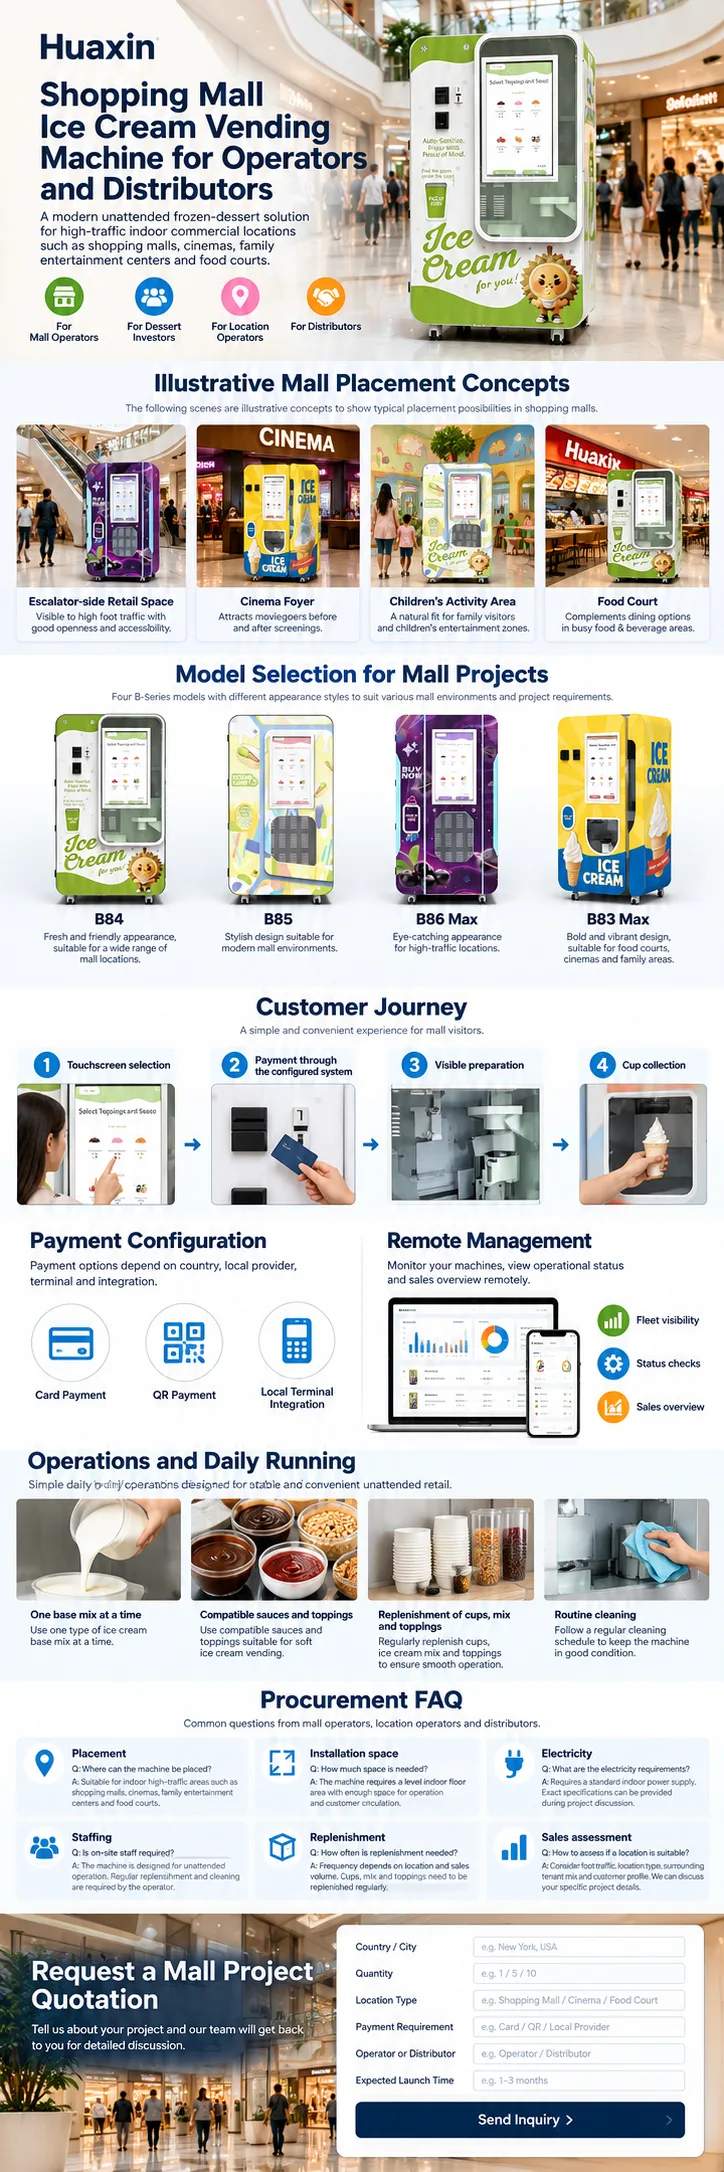 Huaxin
Shopping Mall
Ice Cream Vending
Machine for Operators
and Distributors
A modern unattended frozen-dessert solution
for high-traffic indoor commercial locations
such as shopping malls, cinemas, family
entertainment centers and food courts.
For
Mall Operators
For Dessert
Investors
For Location
Operators
For Distributors
Ice
Cream
for you!
Illustrative Mall Placement Concepts
The following scenes are illustrative concepts to show typical placement possibilities in shopping malls.
CINEMA
ICE
CREAM
ICE
CREAM
Ice
Cream
Huaxin
Ice
Cream
Escalator-side Retail Space
Visible to high foot traffic with
good openness and accessibility.
Cinema Foyer
Attracts moviegoers before
and after screenings.
Children's Activity Area
A natural fit for family visitors
and children's entertainment zones.
Food Court
Complements dining options
in busy food & beverage areas.
Model Selection for Mall Projects
Four B-Series models with different appearance styles to suit various mall environments and project requirements.
Ice
Cream
for you!
BUY
NOW
ICE
CREAM
ICE
CREAM
B84
Fresh and friendly appearance,
suitable for a wide range of
mall locations.
B85
Stylish design suitable for
modern mall environments.
B86 Max
Eye-catching appearance
for high-traffic locations.
B83 Max
Bold and vibrant design,
suitable for food courts,
cinemas and family areas.
Customer Journey
A simple and convenient experience for mall visitors.
1 Touchscreen selection
2 Payment through
the configured system
3 Visible preparation
4 Cup collection
Select Toppings and Sauce
Payment Configuration
Payment options depend on country, local provider,
terminal and integration.
Card Payment
QR Payment
Local Terminal
Integration
Remote Management
Monitor your machines, view operational status
and sales overview remotely.
Fleet visibility
Status checks
Sales overview
Operations and Daily Running
Simple daily operations designed for stable and convenient unattended retail.
One base mix at a time
Use one type of ice cream
base mix at a time.
Compatible sauces and toppings
Use compatible sauces and
toppings suitable for soft
ice cream vending.
Replenishment of cups, mix
and toppings
Regularly replenish cups,
ice cream mix and toppings
to ensure smooth operation.
Routine cleaning
Follow a regular cleaning
schedule to keep the machine
in good condition.
Procurement FAQ
Common questions from mall operators, location operators and distributors.
Placement
Q: Where can the machine be placed?
A: Suitable for indoor high-traffic areas such as
shopping malls, cinemas, family entertainment
centers and food courts.
Installation space
Q: How much space is needed?
A: The machine requires a level indoor floor
area with enough space for operation
and customer circulation.
Electricity
Q: What are the electricity requirements?
A: Requires a standard indoor power supply.
Exact specifications can be provided
during project discussion.
Staffing
Q: Is on-site staff required?
A: The machine is designed for unattended
operation. Regular replenishment and cleaning
are required by the operator.
Replenishment
Q: How often is replenishment needed?
A: Frequency depends on location and sales
volume. Cups, mix and toppings need to be
replenished regularly.
Sales assessment
Q: How to assess if a location is suitable?
A: Consider foot traffic, location type, surrounding
tenant mix and customer profile. We can discuss
your specific project details.
Request a Mall Project
Quotation
Tell us about your project and our team will get back
to you for detailed discussion.
Country / City
e.g. New York, USA
Quantity
e.g. 1 / 5 / 10
Location Type
e.g. Shopping Mall / Cinema / Food Court
Payment Requirement
e.g. Card / QR / Local Provider
Operator or Distributor
e.g. Operator / Distributor
Expected Launch Time
e.g. 1-3 months
Send Inquiry >